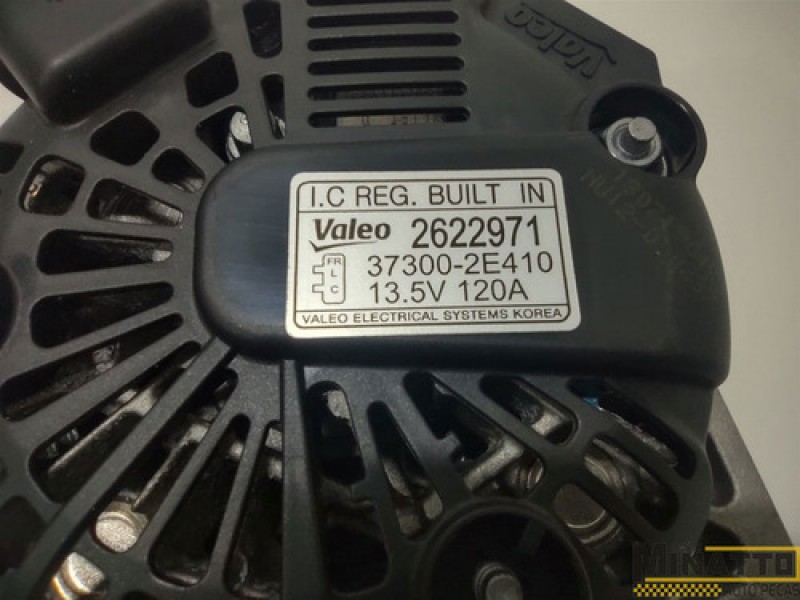 Valeo
I.C REG. BUILT IN
Valeo 2622971
FR
L
C
37300-2E410
13.5V 120A
VALEO ELECTRICAL SYSTEMS KOREA
MINATTO
AUTO PEÇAS